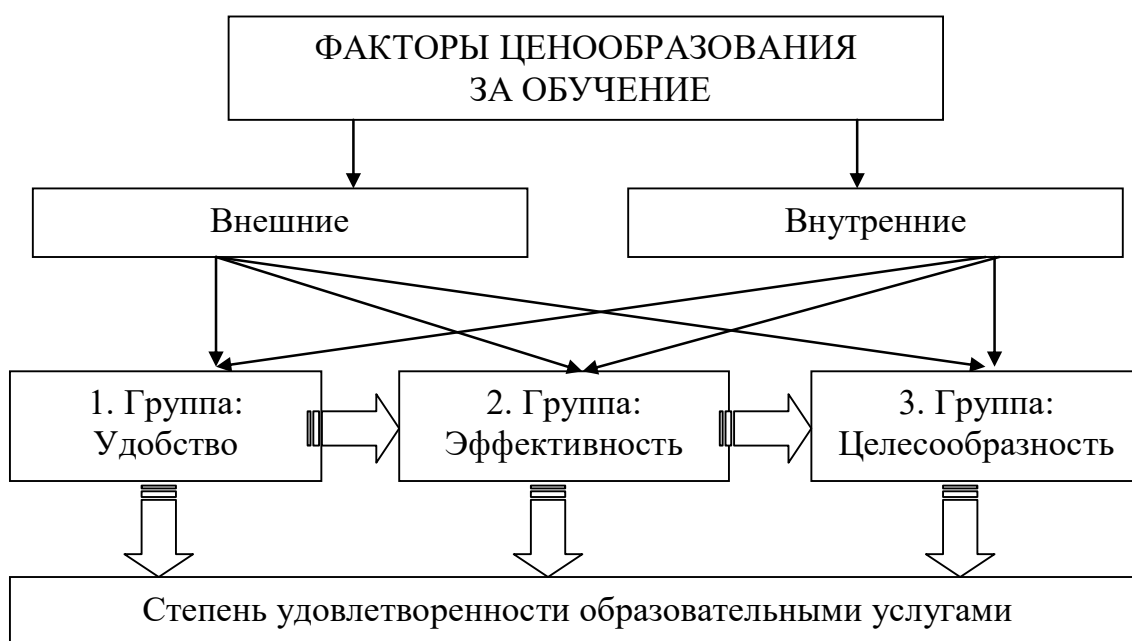 ФАКТОРЫ ЦЕНООБРАЗОВАНИЯ
ЗА ОБУЧЕНИЕ
Внешние
Внутренние
1. Группа:
Удобство
2. Группа:
Эффективность
3. Группа:
Целесообразность
Степень удовлетворенности образовательными услугами